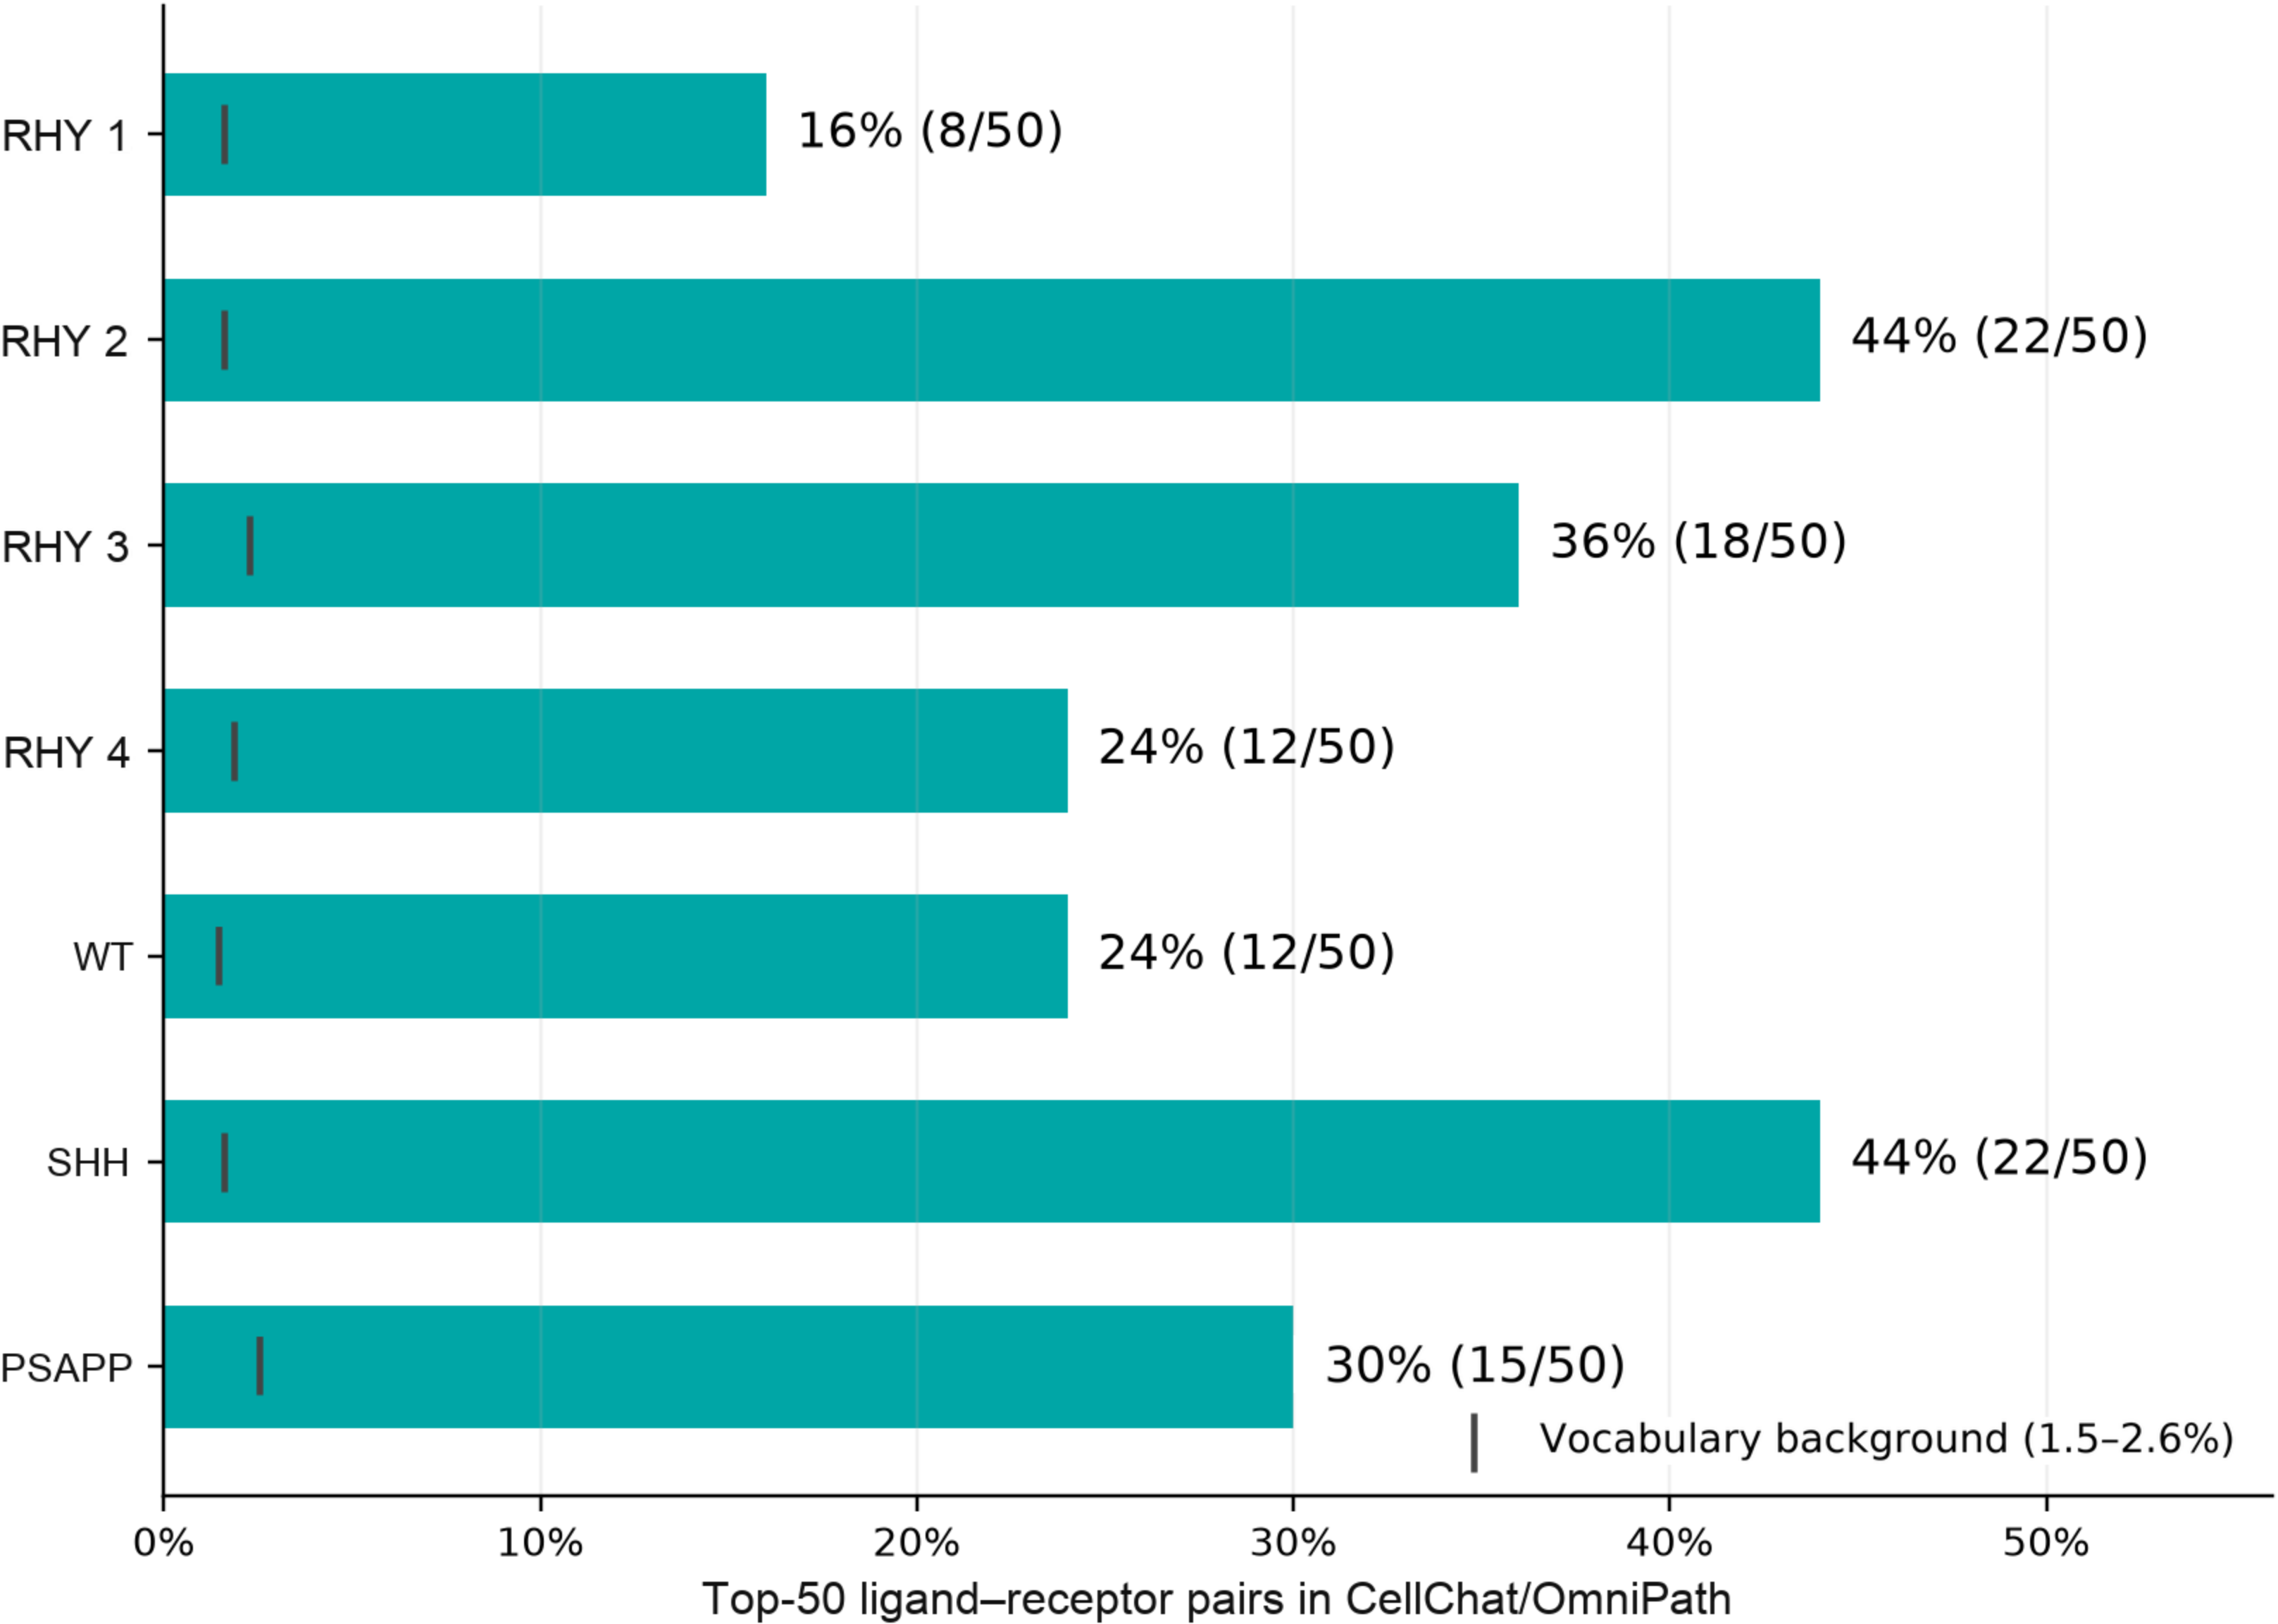 RHY 1
16% (8/50)
RHY 2
44% (22/50)
RHY 3
36% (18/50)
RHY 4
24% (12/50)
WT
24% (12/50)
SHH
44% (22/50)
PSAPP
30% (15/50)
Vocabulary background (1.5–2.6%)
0% 10% 20% 30% 40% 50%
Top-50 ligand–receptor pairs in CellChat/OmniPath